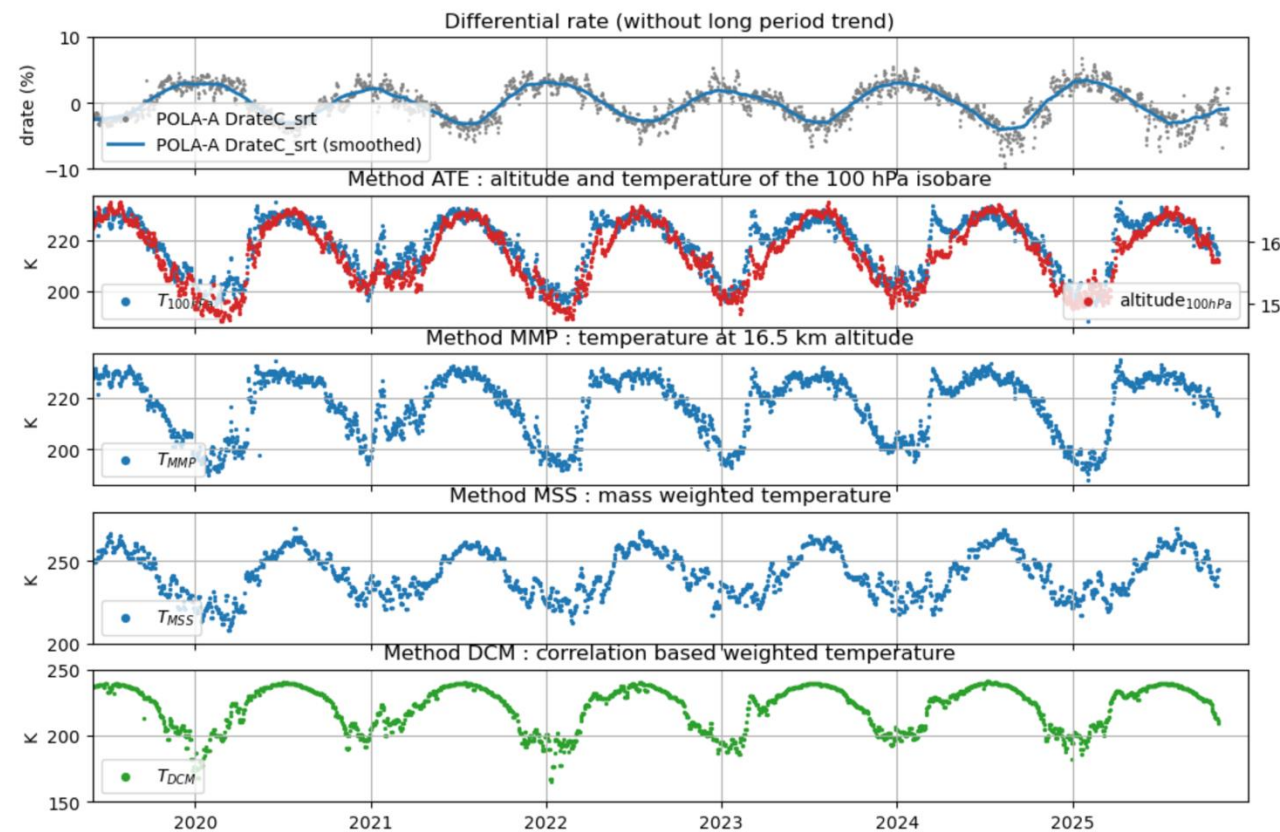 Differential rate (without long period trend)
10
0
−10
drate (%)
POLA-A DrateC_srt
POLA-A DrateC_srt (smoothed)
Method ATE : altitude and temperature of the 100 hPa isobare
220
200
K
16
15
T100hPa
altitude100hPa
Method MMP : temperature at 16.5 km altitude
220
200
K
TMMP
Method MSS : mass weighted temperature
250
200
K
TMSS
Method DCM : correlation based weighted temperature
250
200
150
K
TDCM
2020 2021 2022 2023 2024 2025